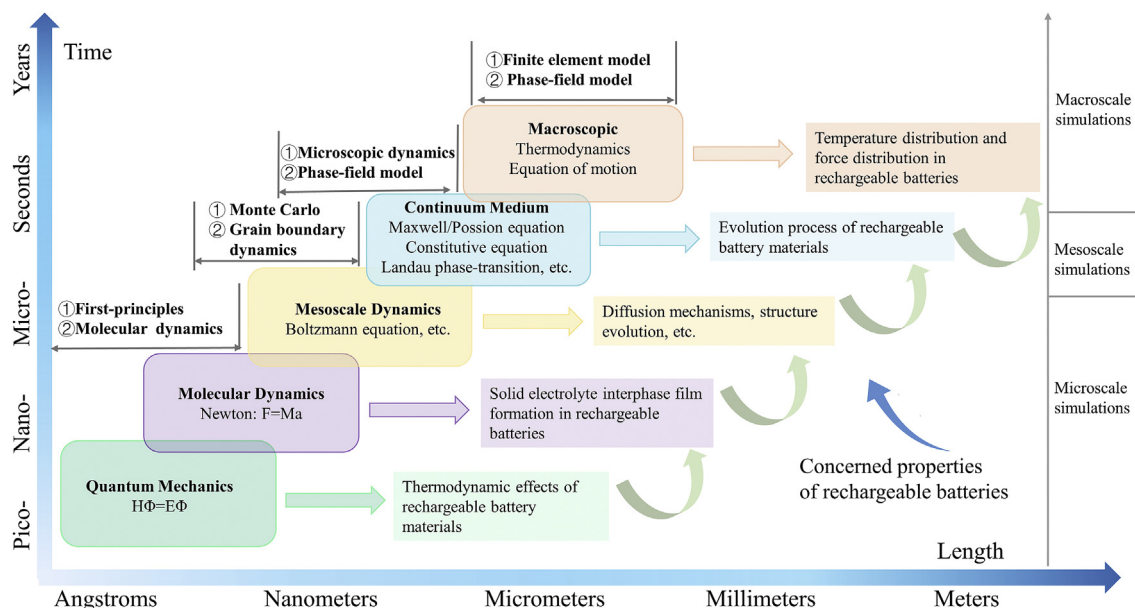 Years
Time
①Finite element model
② Phase-field model
Macroscopic
Thermodynamics
Equation of motion
Temperature distribution and
force distribution in
rechargeable batteries
Macroscale
simulations
Seconds
①Microscopic dynamics
②Phase-field model
① Monte Carlo
② Grain boundary
dynamics
Continuum Medium
Maxwell/Possion equation
Constitutive equation
Landau phase-transition, etc.
Evolution process of rechargeable
battery materials
Mesoscale
simulations
Micro-
①First-principles
②Molecular dynamics
Mesoscale Dynamics
Boltzmann equation, etc.
Diffusion mechanisms, structure
evolution, etc.
Microscale
simulations
Nano-
Molecular Dynamics
Newton: F=Ma
Solid electrolyte interphase film
formation in rechargeable
batteries
Concerned properties
of rechargeable batteries
Pico-
Quantum Mechanics
HΦ=EΦ
Thermodynamic effects of
rechargeable battery
materials
Length
Angstroms
Nanometers
Micrometers
Millimeters
Meters